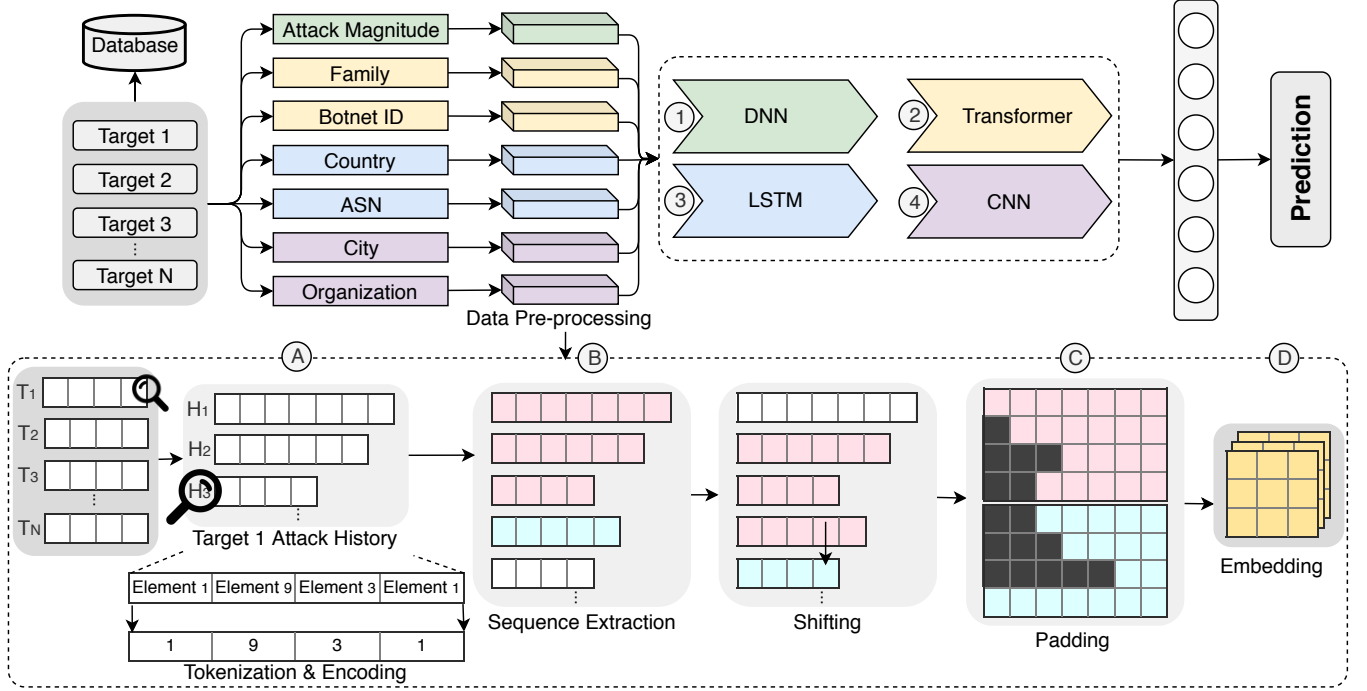 Database
Target 1
Target 2
Target 3
Target N
Attack Magnitude
Family
Botnet ID
Country
ASN
City
Organization
Data Pre-processing
1 DNN
2 Transformer
3 LSTM
4 CNN
Prediction
A
B
C
D
T1
T2
T3
TN
H1
H2
H3
Target 1 Attack History
Element 1 Element 9 Element 3 Element 1
1 9 3 1
Tokenization & Encoding
Sequence Extraction
Shifting
Padding
Embedding